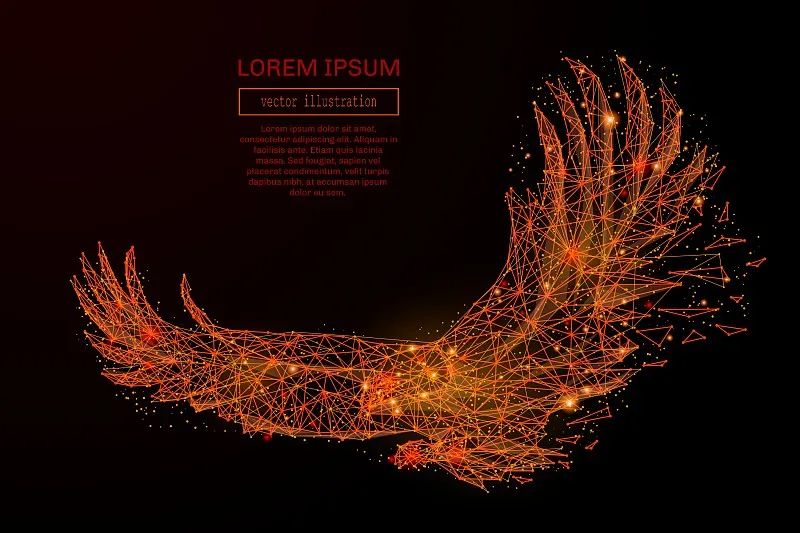 LOREM IPSUM
vector illustration
Lorem ipsum dolor sit amet,
consectetur adipiscing elit. Aliquam in
facilisis ante. Etiam lacinia
massa. Sed feugiat, sapien vel
placerat condimentum, velit turpis
dapibus nibh, at accumsan ipsum
dolor eu sem.